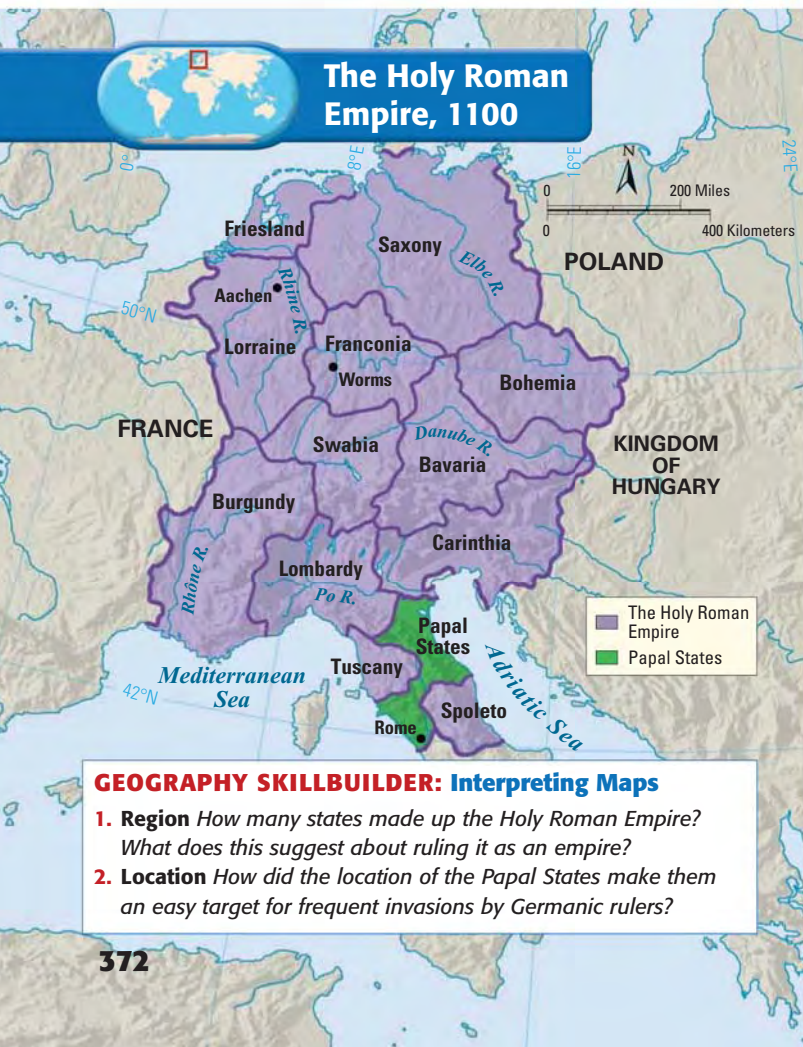 The Holy Roman
Empire, 1100
0°
8°E
16°E
24°E
N
0
200 Miles
0
400 Kilometers
Friesland
Saxony
Elbe R.
POLAND
Aachen
Rhine R.
50°N
Lorraine
Franconia
Worms
Bohemia
FRANCE
Swabia
Danube R.
Bavaria
KINGDOM
OF
HUNGARY
Burgundy
Carinthia
Rhône R.
Lombardy
Po R.
Papal
States
The Holy Roman
Empire
Papal States
Mediterranean
Sea
Tuscany
Adriatic Sea
42°N
Spoleto
Rome
GEOGRAPHY SKILLBUILDER: Interpreting Maps
1. Region How many states made up the Holy Roman Empire?
What does this suggest about ruling it as an empire?
2. Location How did the location of the Papal States make them
an easy target for frequent invasions by Germanic rulers?
372